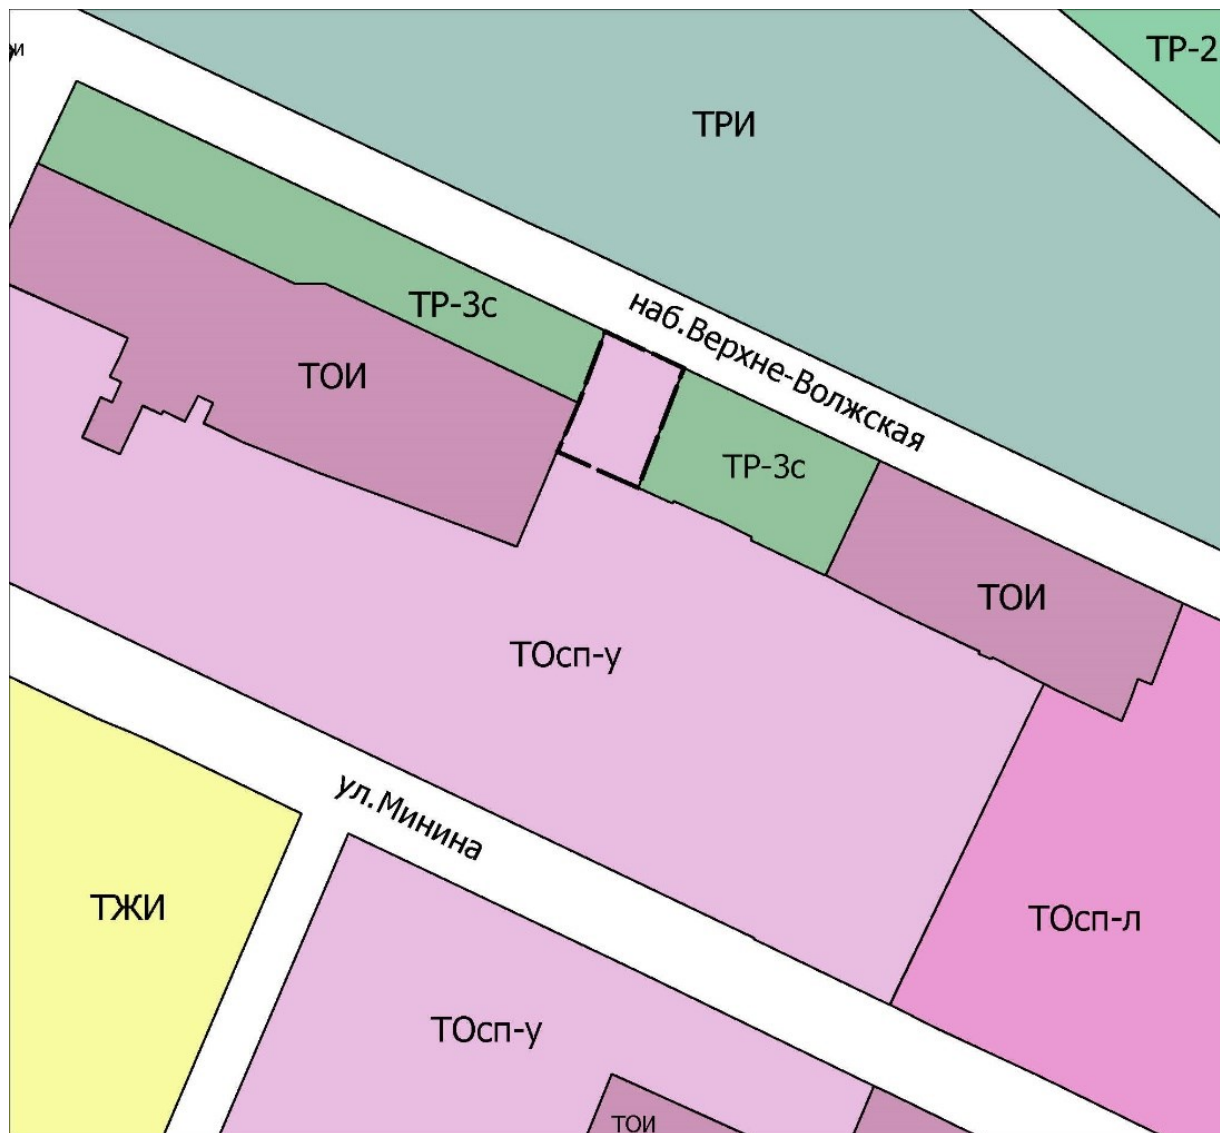 ТР-2
и
ТРИ
ТР-3с
наб.Верхне-Волжская
ТОИ
ТР-3с
ТОИ
ТОсп-у
ул.Минина
ТЖИ
ТОсп-л
ТОсп-у
ТОИ